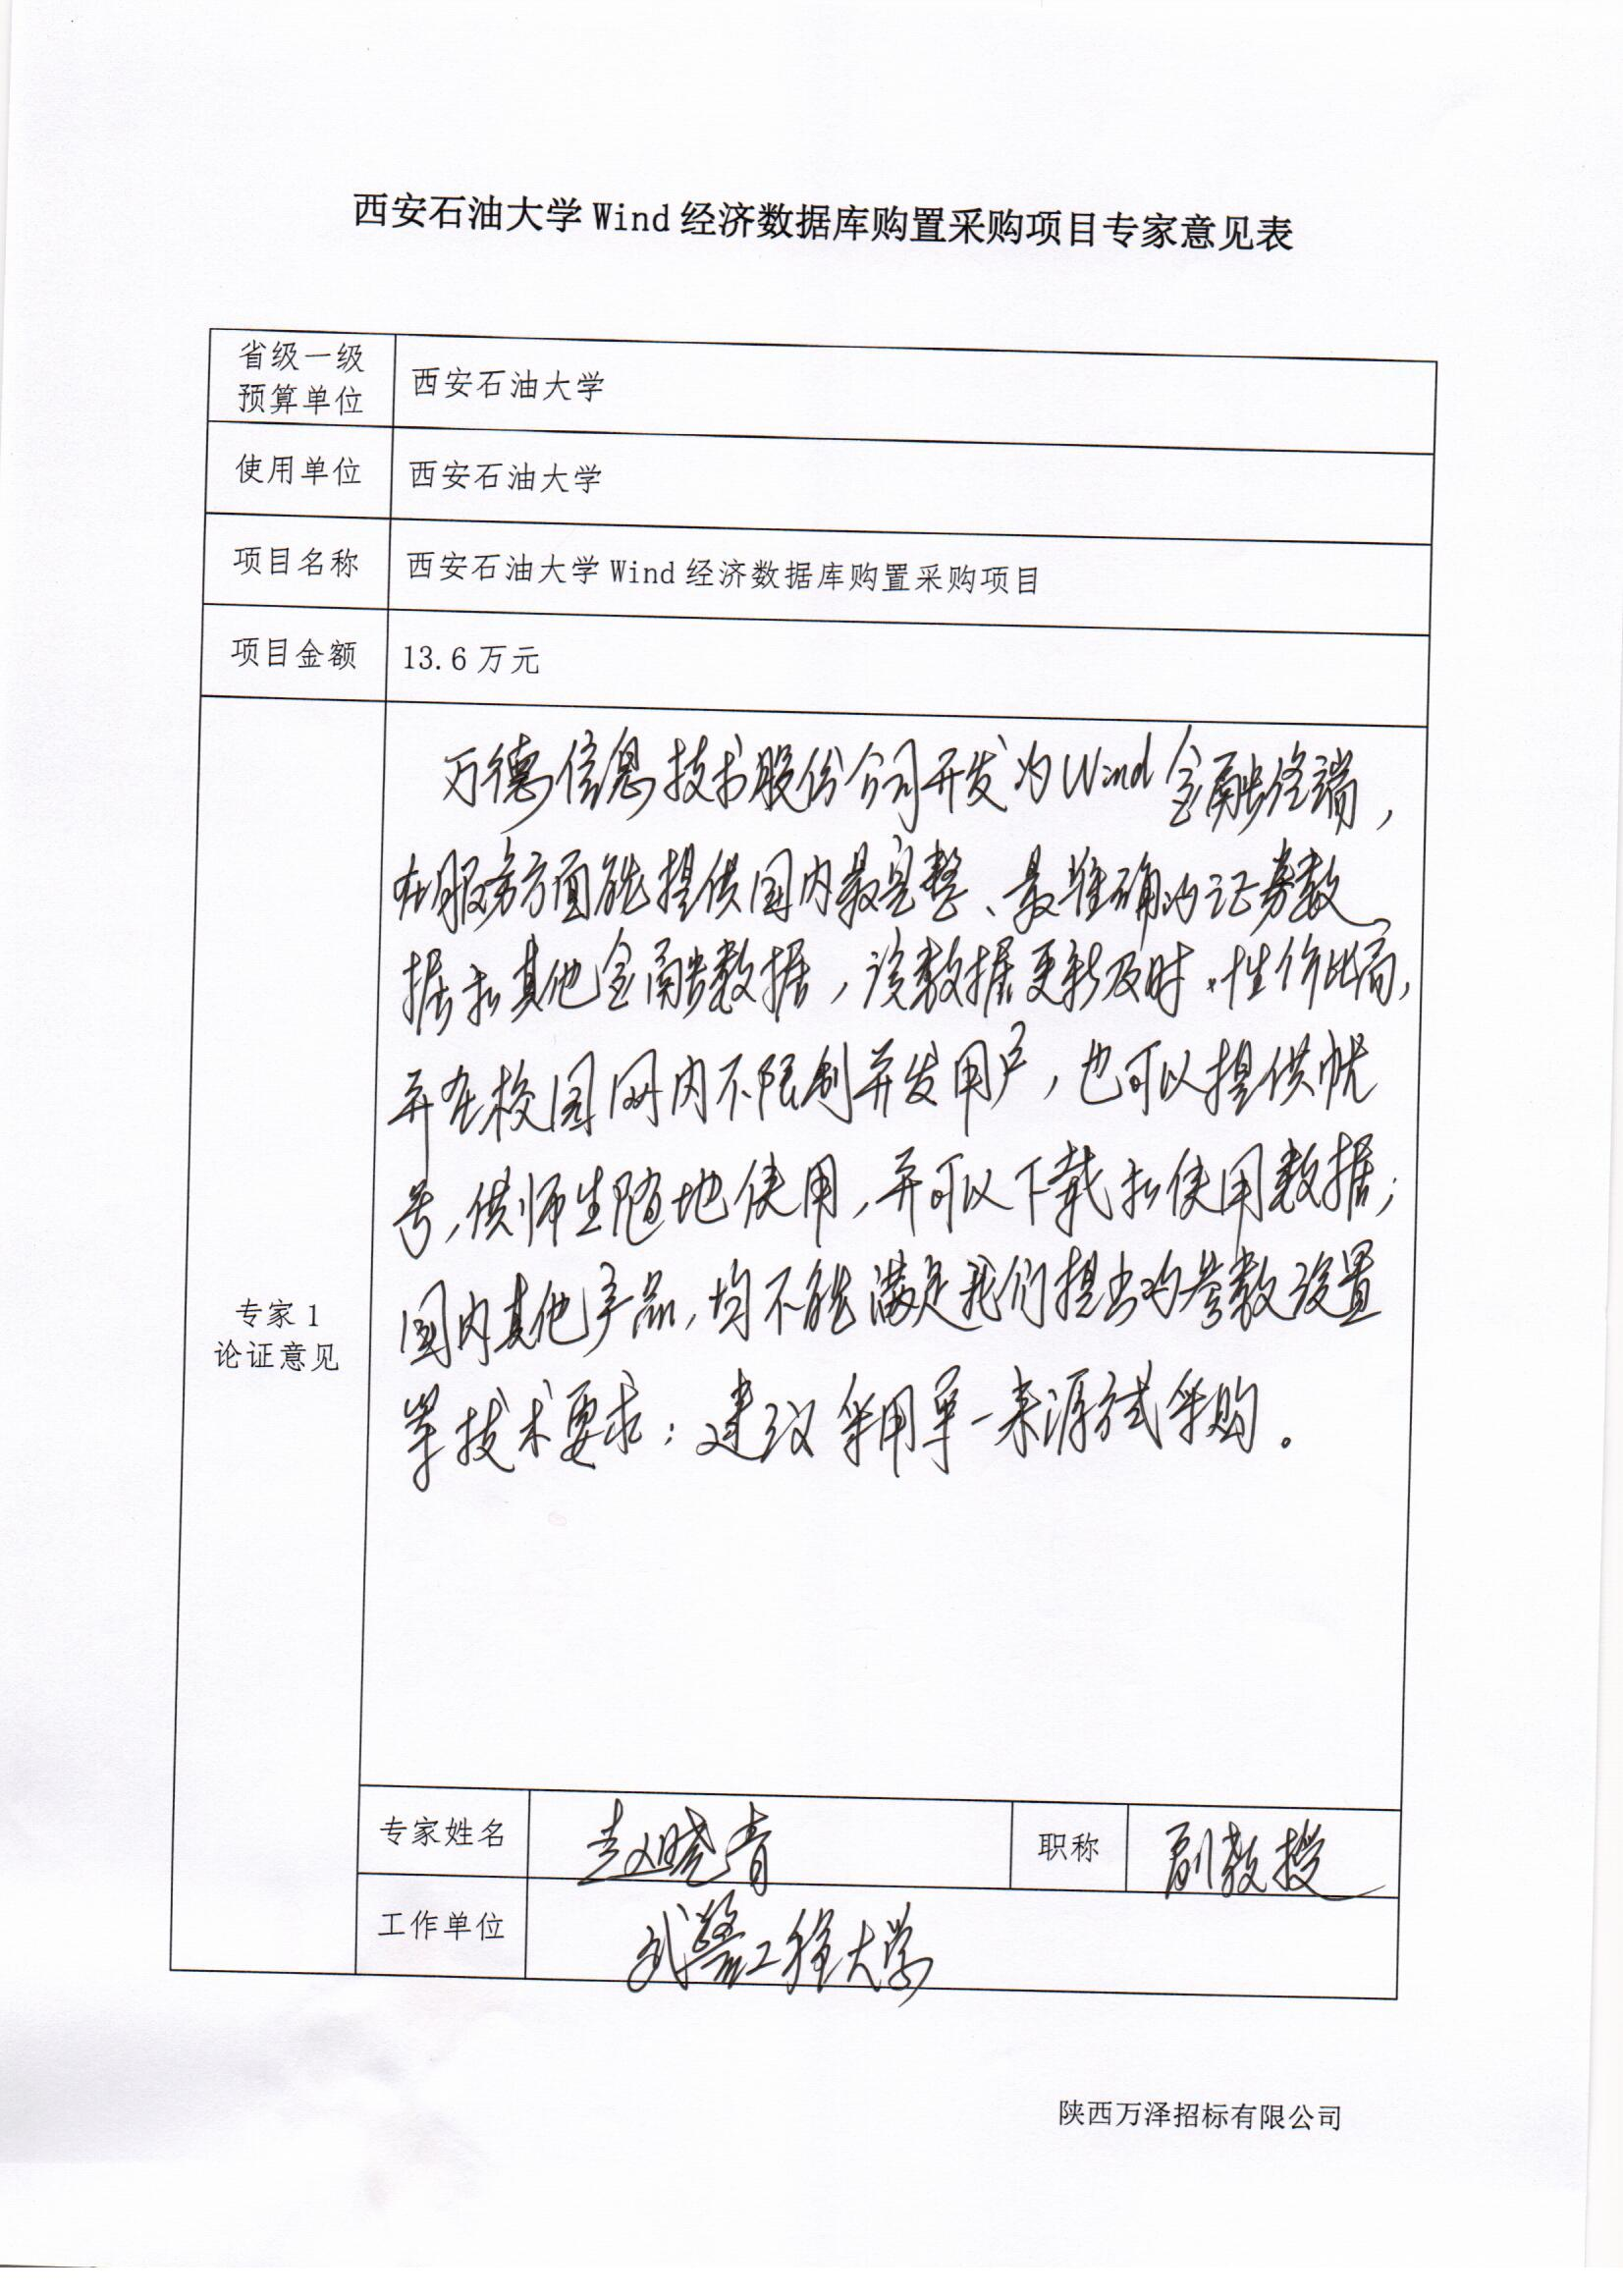 西安石油大学Wind经济数据库购置采购项目专家意见表
省级一级
预算单位
西安石油大学
使用单位
西安石油大学
项目名称
西安石油大学Wind经济数据库购置采购项目
项目金额
13.6万元
专家1
论证意见
万德信息技术股份公司开发的Wind金融终端，
在服务方面能提供国内最完整、最准确的证券数
据和其他金融数据，该数据更新及时、性价比高，
并在校园网内不限制并发用户，也可以提供帐
号，供师生随地使用，并可以下载和使用数据；
国内其他产品，均不能满足我们提出的参数设置
等技术要求；建议采用单一来源方式采购。
专家姓名
赵晓青
职称
副教授
工作单位
武警工程大学
陕西万泽招标有限公司